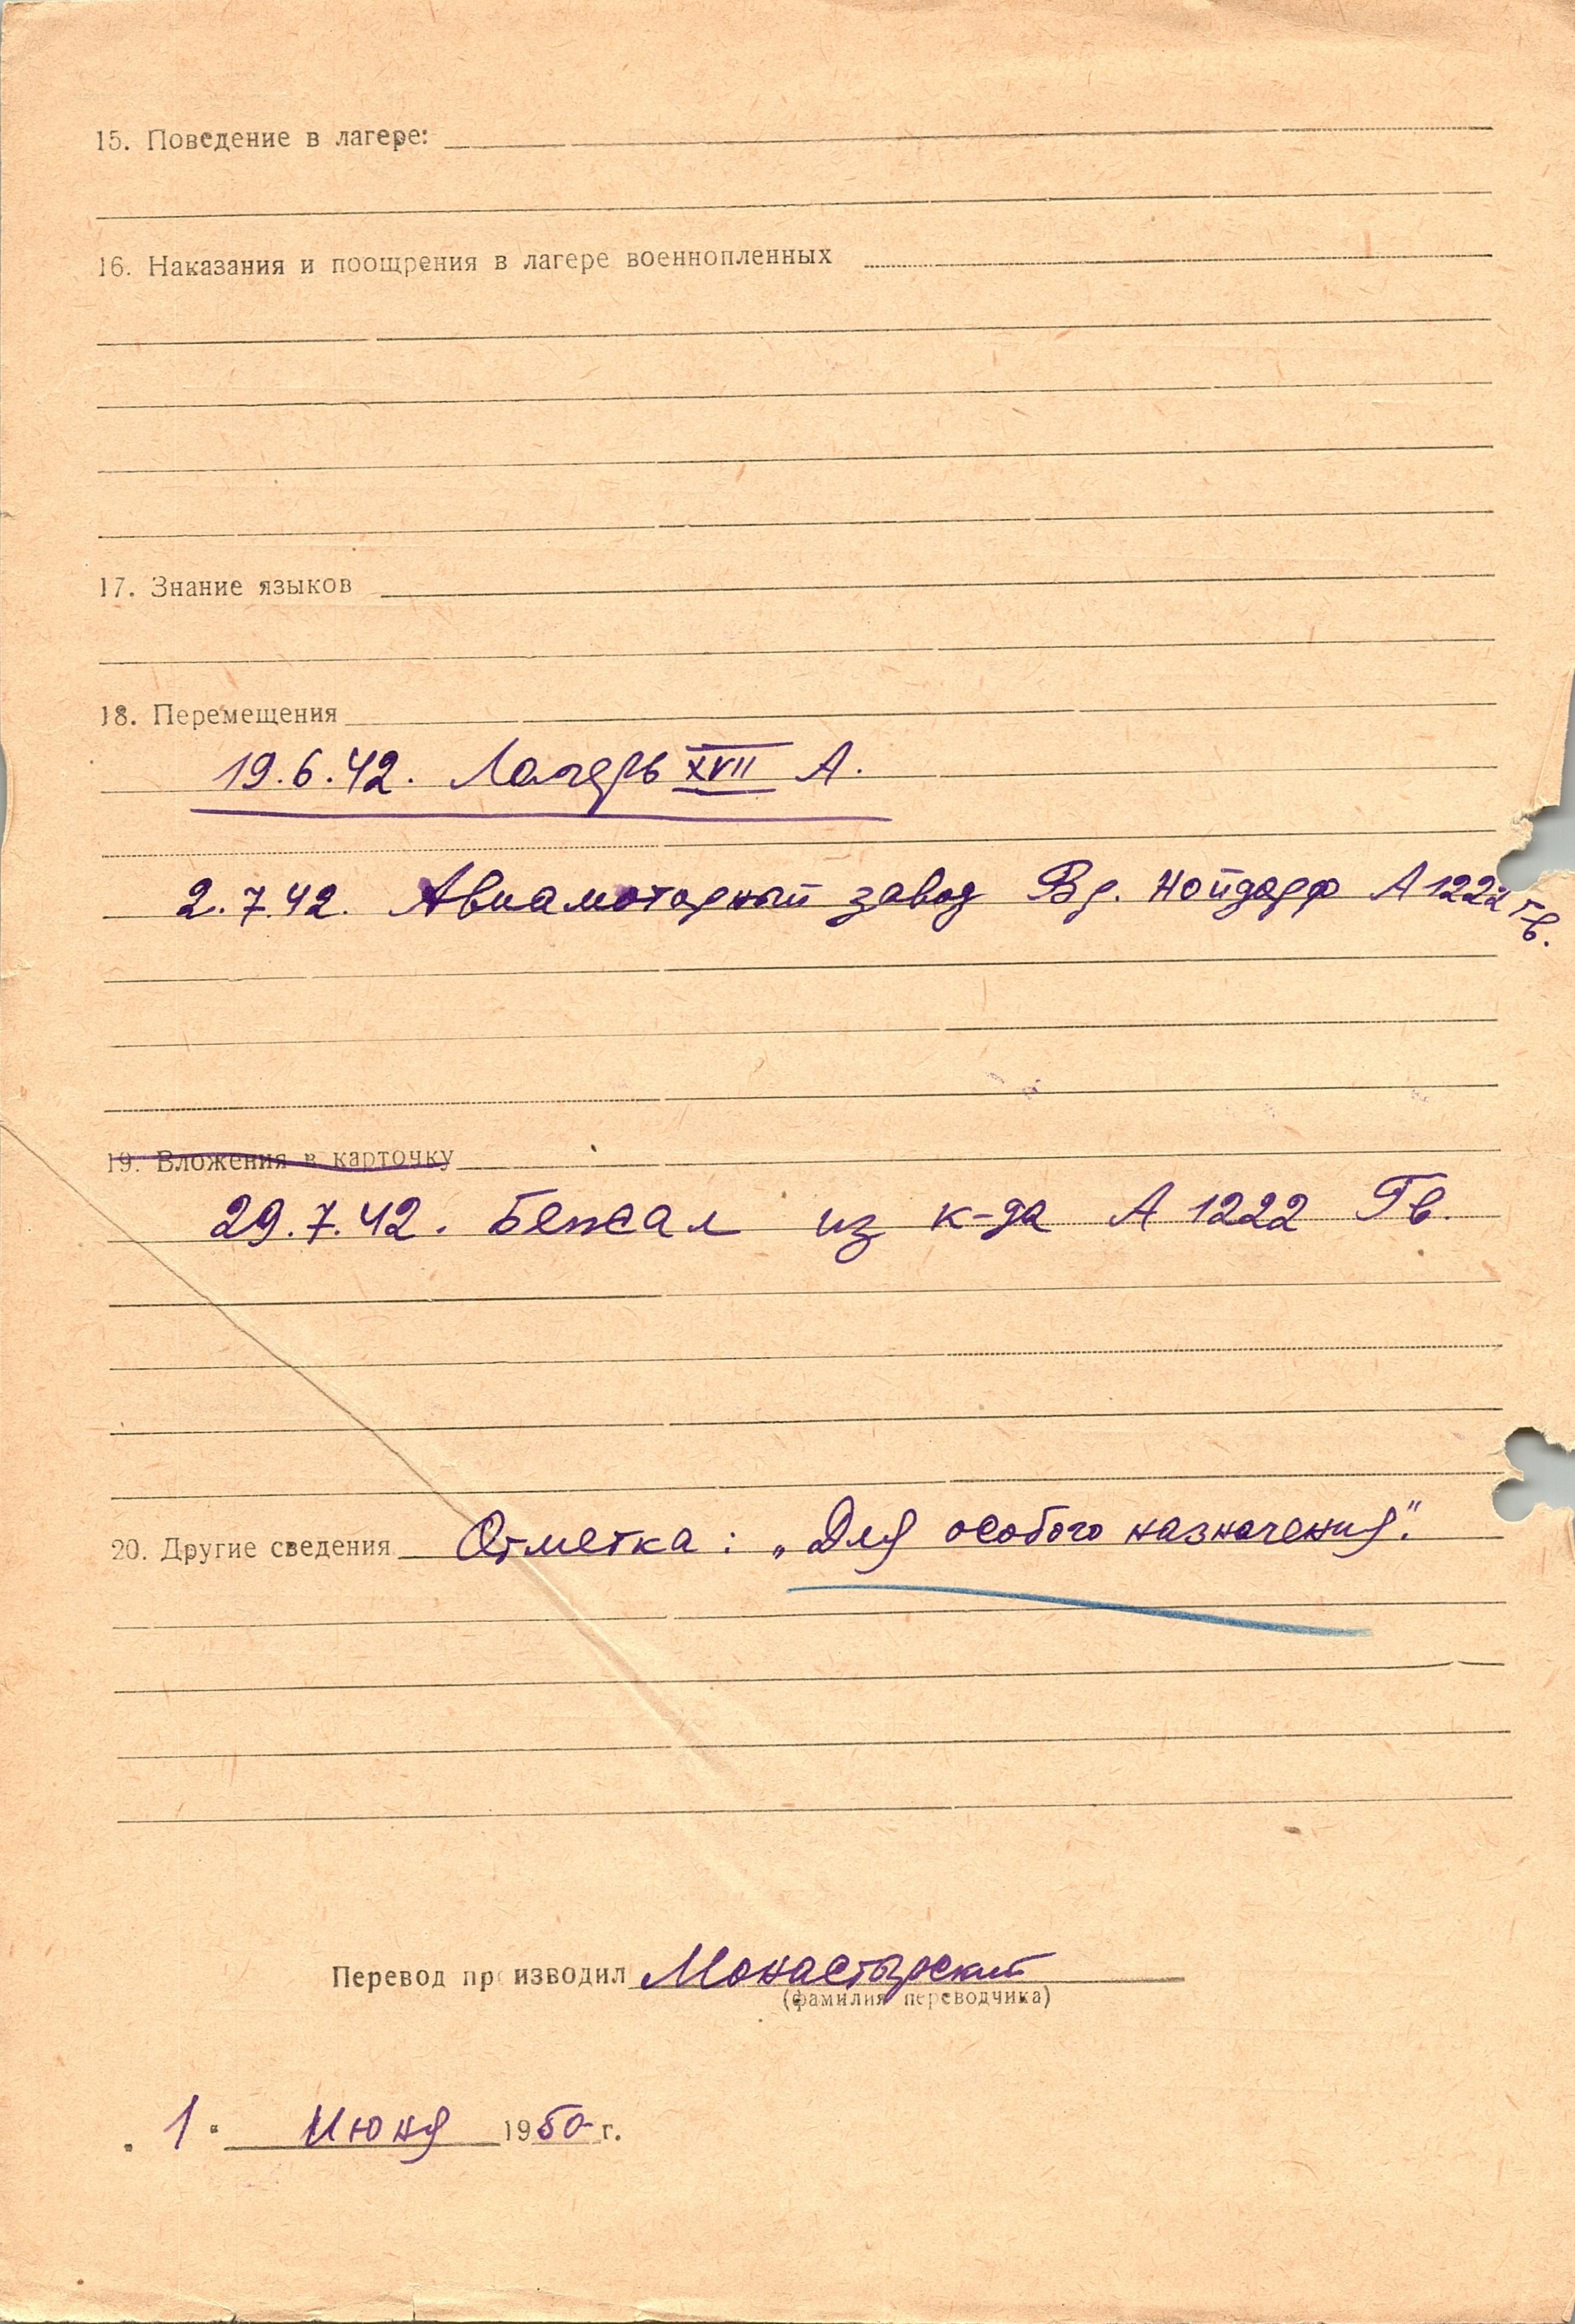 15. Поведение в лагере:
16. Наказания и поощрения в лагере военнопленных
17. Знание языков
18. Перемещения
19.6.42. Лагерь XVII А.
2.7.42. Авиамоторный завод Вр. Нойдорф А 1222 Гв.
19. Вложения в карточку
29.7.42. Бежал из к-да А 1222 Гв.
20. Другие сведения Отметка: „Для особого назначения".
Перевод производил Монастырский
(фамилия переводчика)
„1" Июня 1950 г.